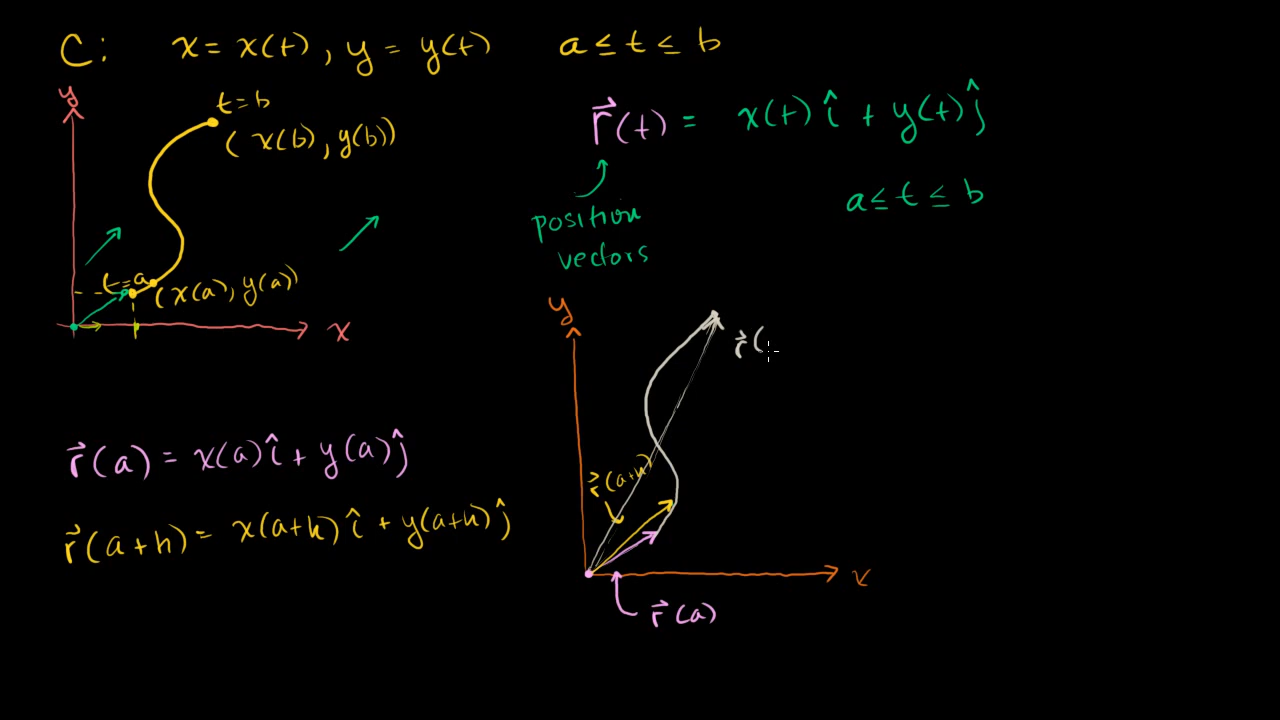 C: x = x(t), y = y(t) a ≤ t ≤ b
y
t = b
(x(b), y(b))
t = a
(x(a), y(a))
x
r⃗(t) = x(t) î + y(t) ĵ
a ≤ t ≤ b
position
vectors
r⃗(a) = x(a) î + y(a) ĵ
r⃗(a+h) = x(a+h) î + y(a+h) ĵ
y
r⃗(
r⃗(a+h)
x
r⃗(a)